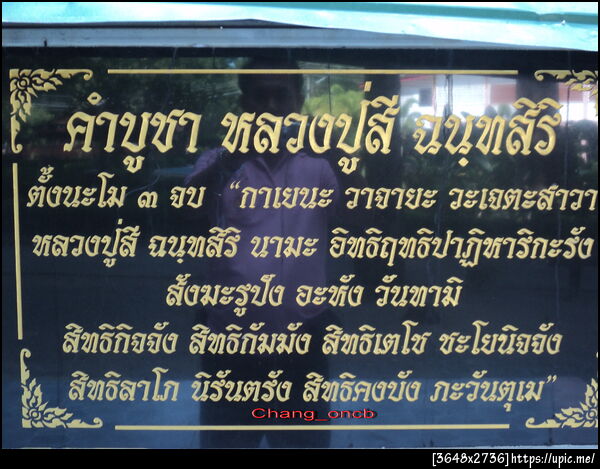 คำบูชา หลวงปู่สี ฉนฺทสิริ
ตั้งนะโม ๓ จบ “กาเยนะ วาจายะ วะเจตะสาวา
หลวงปู่สี ฉนฺทสิริ นามะ อิทธิฤทธิปาฏิหาริกะรัง
สังฆะรูปัง อะหัง วันทามิ
สิทธิกิจจัง สิทธิกัมมัง สิทธิเตโช ชะโยนิจจัง
สิทธิลาโภ นิรันตรัง สิทธิคงบัง ภะวันตุเม”
Chang_oncb
[3648x2736]https://upic.me/